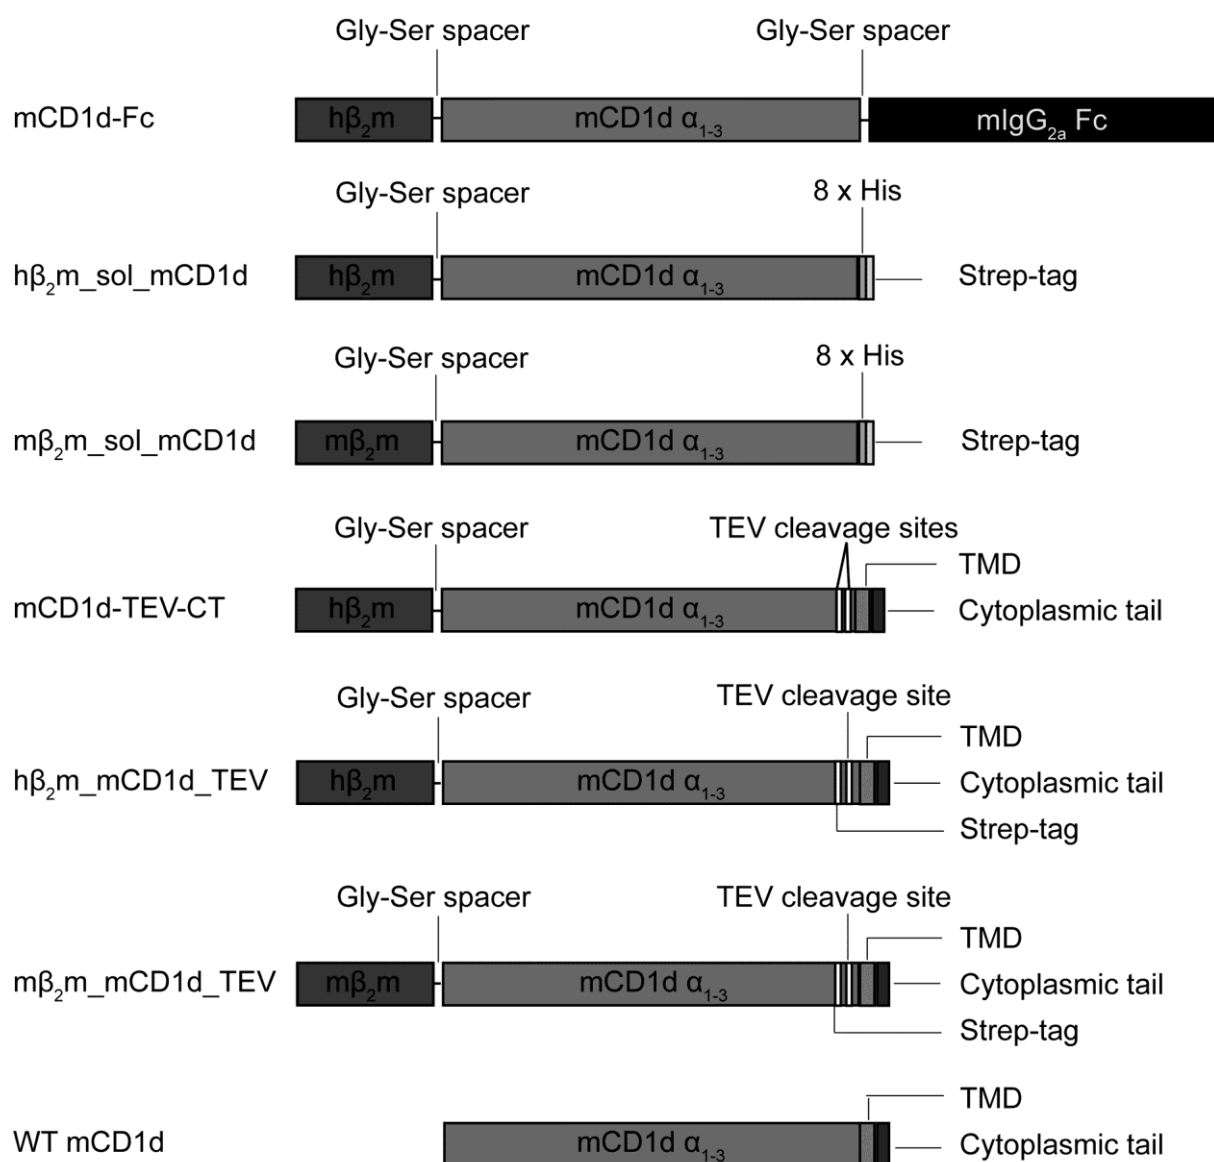 Gly-Ser spacer Gly-Ser spacer
mCD1d-Fc hβ₂m mCD1d α₁₋₃ mIgG₂ₐ Fc
Gly-Ser spacer 8 x His
hβ₂m_sol_mCD1d hβ₂m mCD1d α₁₋₃ Strep-tag
Gly-Ser spacer 8 x His
mβ₂m_sol_mCD1d mβ₂m mCD1d α₁₋₃ Strep-tag
Gly-Ser spacer TEV cleavage sites
TMD
mCD1d-TEV-CT hβ₂m mCD1d α₁₋₃ Cytoplasmic tail
Gly-Ser spacer TEV cleavage site
TMD
hβ₂m_mCD1d_TEV hβ₂m mCD1d α₁₋₃ Cytoplasmic tail
Strep-tag
Gly-Ser spacer TEV cleavage site
TMD
mβ₂m_mCD1d_TEV mβ₂m mCD1d α₁₋₃ Cytoplasmic tail
Strep-tag
TMD
WT mCD1d mCD1d α₁₋₃ Cytoplasmic tail